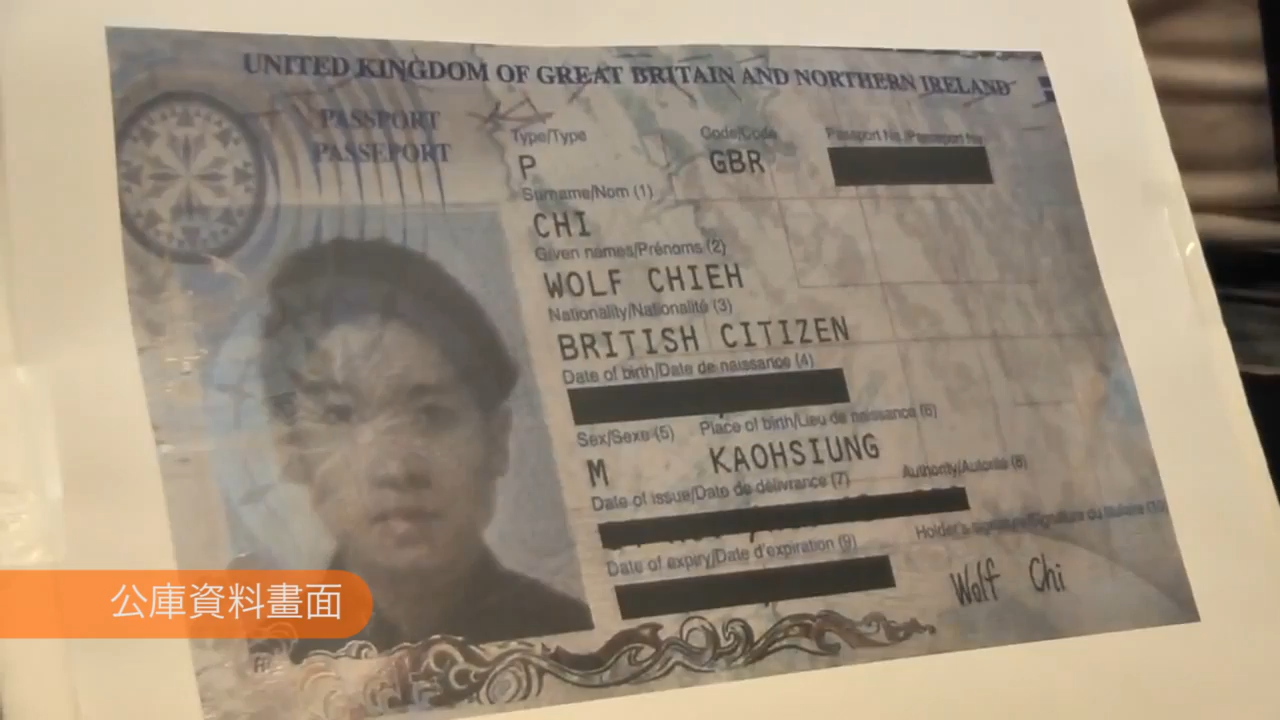 UNITED KINGDOM OF GREAT BRITAIN AND NORTHERN IRELAND
PASSPORT
PASSEPORT
Type/Type
Code/Code
Passport No./Passeport No.
P
GBR
Surname/Nom (1)
CHI
Given names/Prénoms (2)
WOLF CHIEH
Nationality/Nationalité (3)
BRITISH CITIZEN
Date of birth/Date de naissance (4)
Sex/Sexe (5)
Place of birth/Lieu de naissance (6)
M
KAOHSIUNG
Date of issue/Date de délivrance (7)
Authority/Autorité (8)
Date of expiry/Date d'expiration (9)
Holder's signature/Signature du titulaire (10)
Wolf Chi
公庫資料畫面